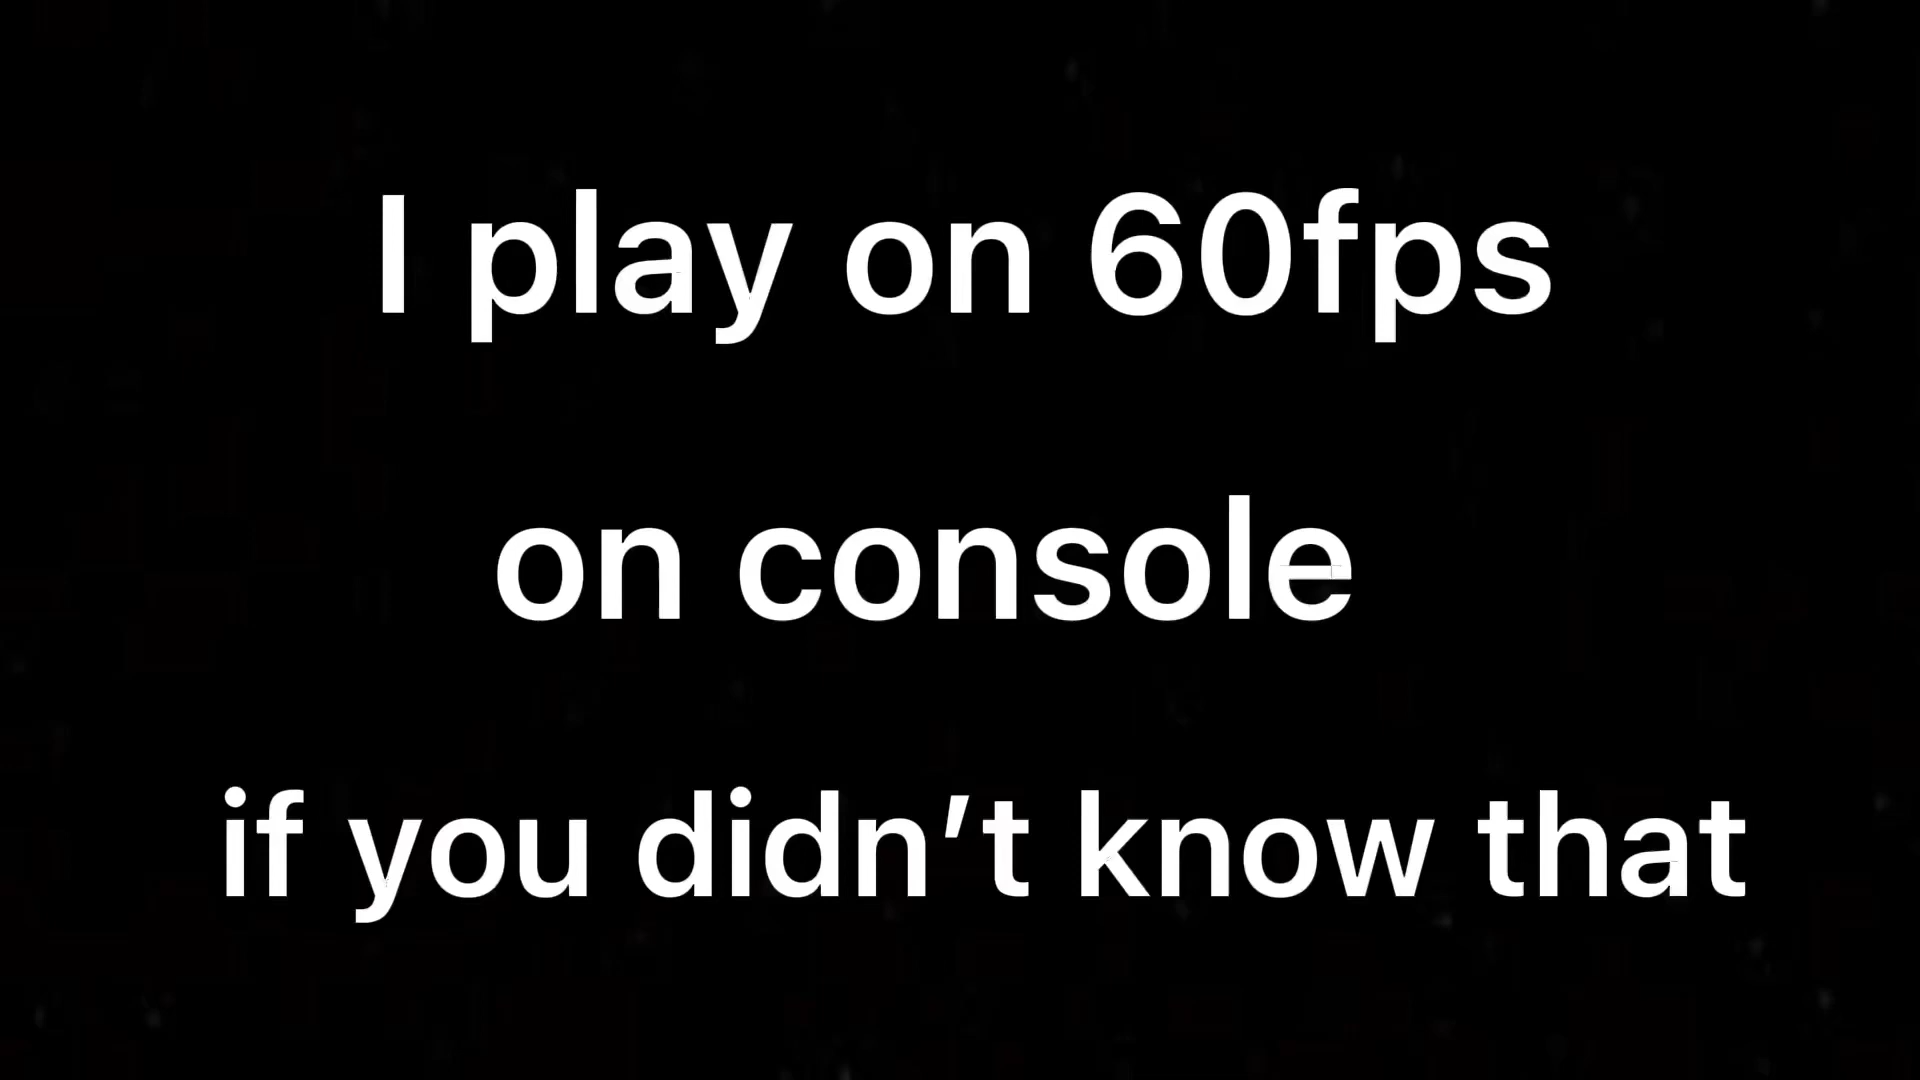 I play on 60fps
on console
if you didn’t know that